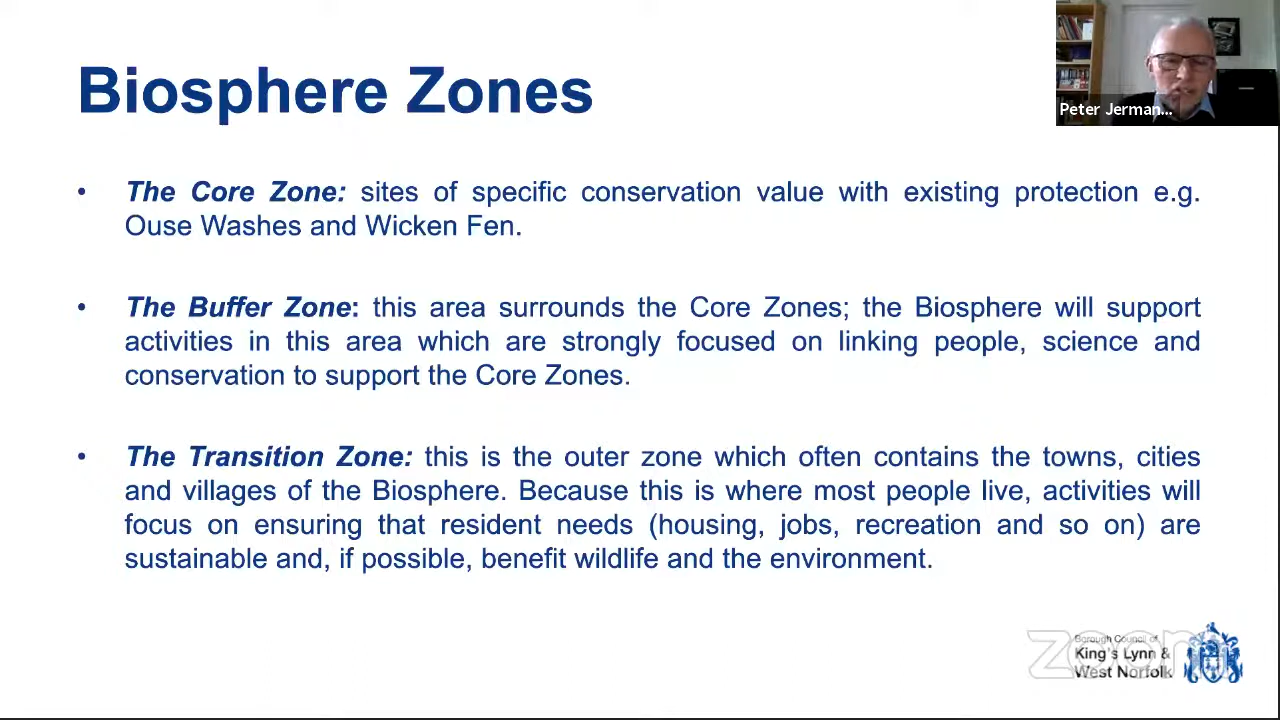 Biosphere Zones
Peter Jerman...
• The Core Zone: sites of specific conservation value with existing protection e.g.
Ouse Washes and Wicken Fen.
• The Buffer Zone: this area surrounds the Core Zones; the Biosphere will support
activities in this area which are strongly focused on linking people, science and
conservation to support the Core Zones.
• The Transition Zone: this is the outer zone which often contains the towns, cities
and villages of the Biosphere. Because this is where most people live, activities will
focus on ensuring that resident needs (housing, jobs, recreation and so on) are
sustainable and, if possible, benefit wildlife and the environment.
zoom
Borough Council of
King's Lynn &
West Norfolk